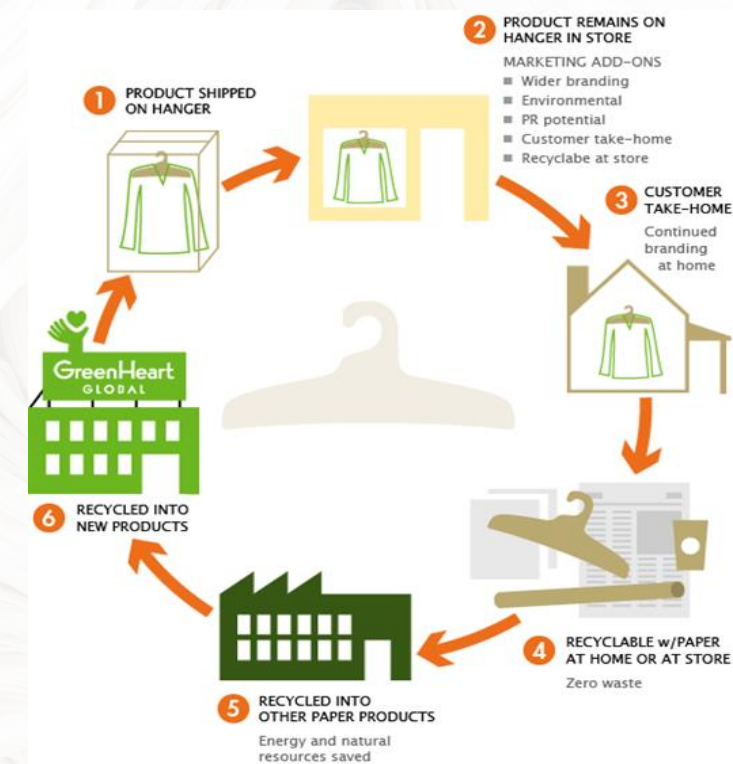 1
PRODUCT SHIPPED
ON HANGER
2
PRODUCT REMAINS ON
HANGER IN STORE
MARKETING ADD-ONS
■ Wider branding
■ Environmental
■ PR potential
■ Customer take-home
■ Recyclabe at store
3
CUSTOMER
TAKE-HOME
Continued
branding
at home
4
RECYCLABLE w/PAPER
AT HOME OR AT STORE
Zero waste
5
RECYCLED INTO
OTHER PAPER PRODUCTS
Energy and natural
resources saved
6
RECYCLED INTO
NEW PRODUCTS
GreenHeart
GLOBAL